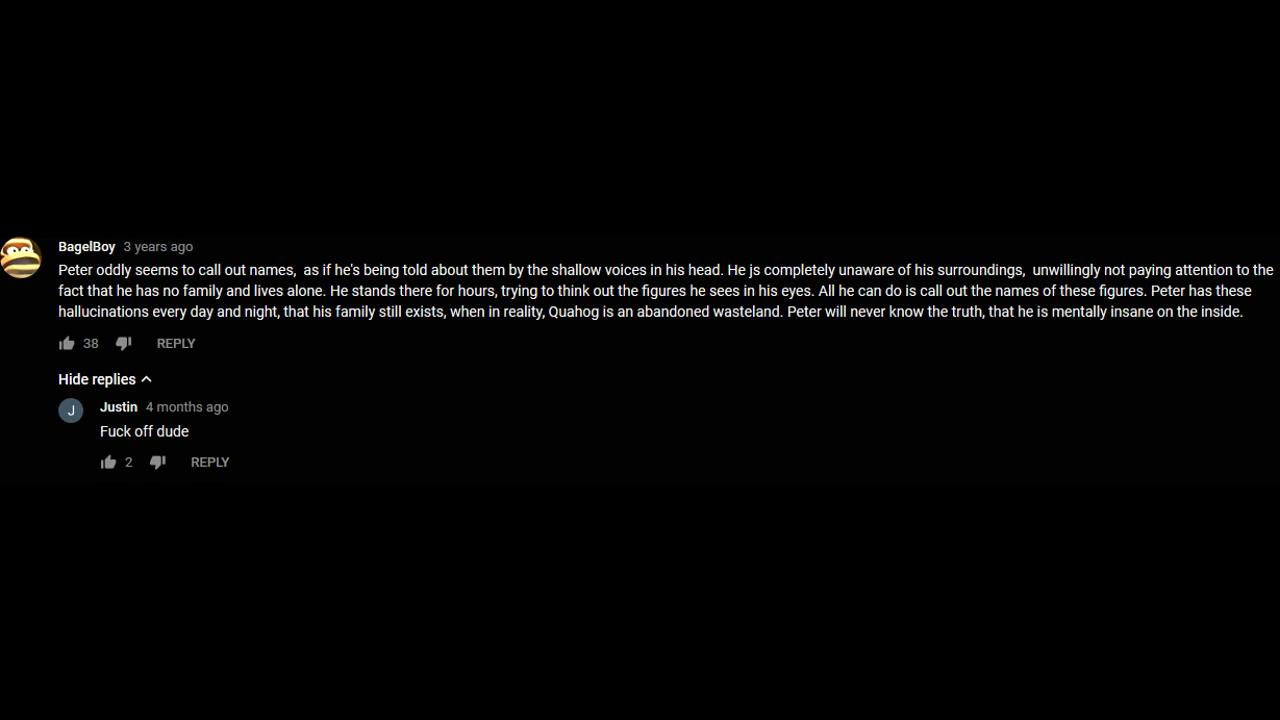 BagelBoy 3 years ago
Peter oddly seems to call out names,  as if he's being told about them by the shallow voices in his head. He js completely unaware of his surroundings,  unwillingly not paying attention to the
fact that he has no family and lives alone. He stands there for hours, trying to think out the figures he sees in his eyes. All he can do is call out the names of these figures. Peter has these
hallucinations every day and night, that his family still exists, when in reality, Quahog is an abandoned wasteland. Peter will never know the truth, that he is mentally insane on the inside.
38 REPLY
Hide replies
J Justin 4 months ago
Fuck off dude
2 REPLY